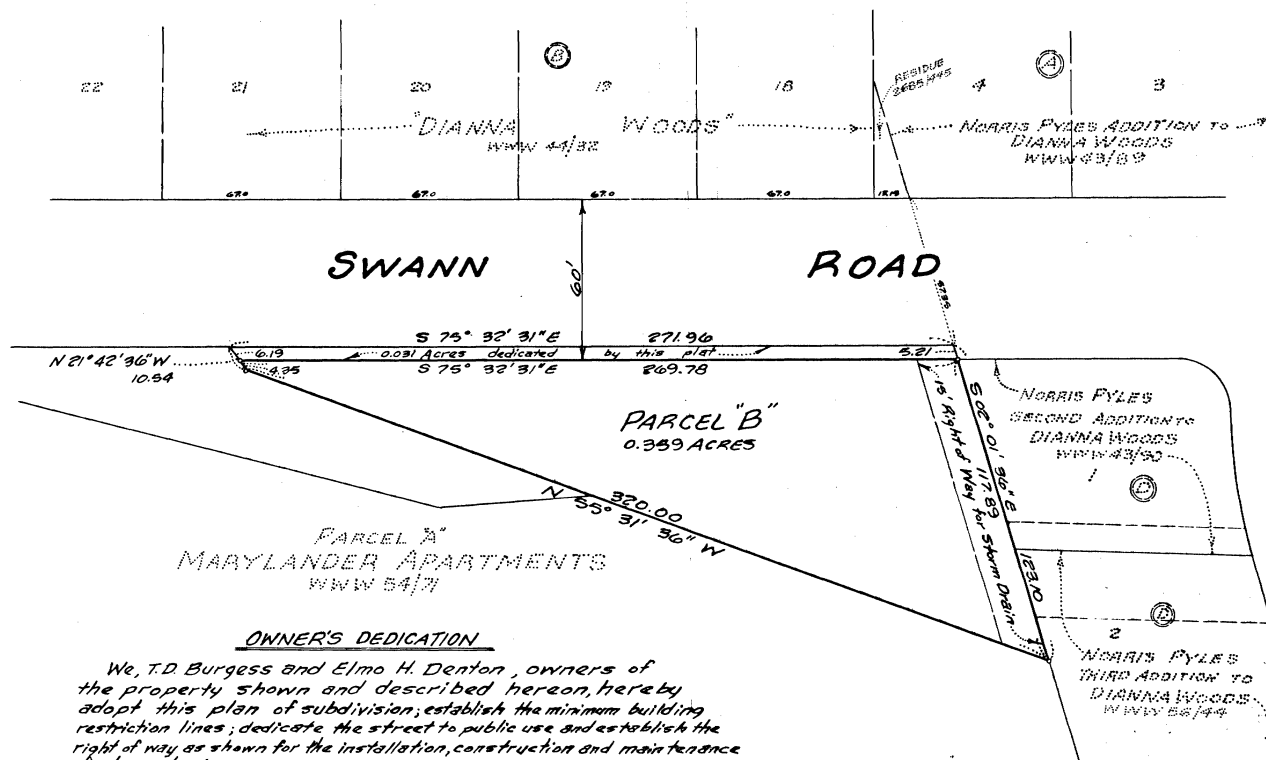 22
21
20
B
19
18
RESIDUE
2685/445
4
A
3
"DIANNA WOODS"
WWW 44/32
NORRIS PYLES ADDITION TO
DIANNA WOODS
WWW 43/89
67.0
67.0
67.0
67.0
SWANN ROAD
60'
S 75° 32' 31" E 271.96
N 21° 42' 36" W
10.54
6.19
0.031 Acres dedicated by this plat
5.21
4.35
S 75° 32' 31" E 269.78
PARCEL "B"
0.359 ACRES
15' Right of Way for Storm Drain
S 02° 01' 36" E
117.89
123.10
NORRIS PYLES
SECOND ADDITION TO
DIANNA WOODS
WWW 43/90
1
D
320.00
N 55° 31' 36" W
PARCEL "A"
MARYLANDER APARTMENTS
WWW 54/71
D
2
NORRIS PYLES
THIRD ADDITION TO
DIANNA WOODS
WWW 56/44
OWNER'S DEDICATION
We, T.D. Burgess and Elmo H. Denton, owners of
the property shown and described hereon, hereby
adopt this plan of subdivision; establish the minimum building
restriction lines; dedicate the street to public use and establish the
right of way as shown for the installation, construction and maintenance